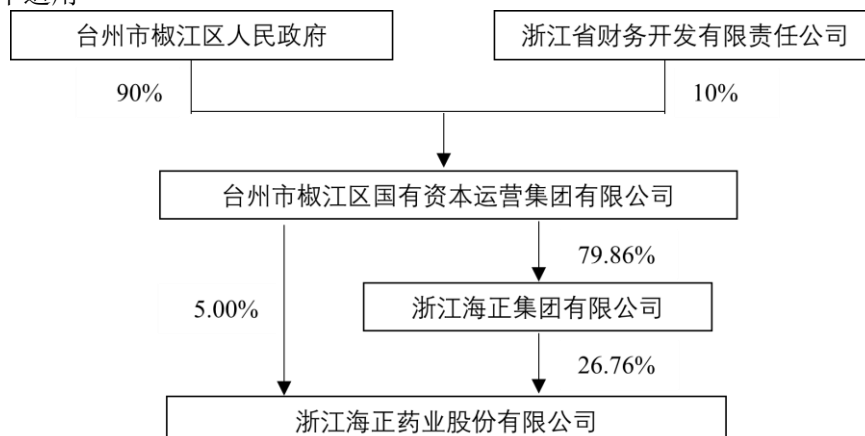 台州市椒江区人民政府
浙江省财务开发有限责任公司
90%
10%
台州市椒江区国有资本运营集团有限公司
79.86%
5.00%
浙江海正集团有限公司
26.76%
浙江海正药业股份有限公司